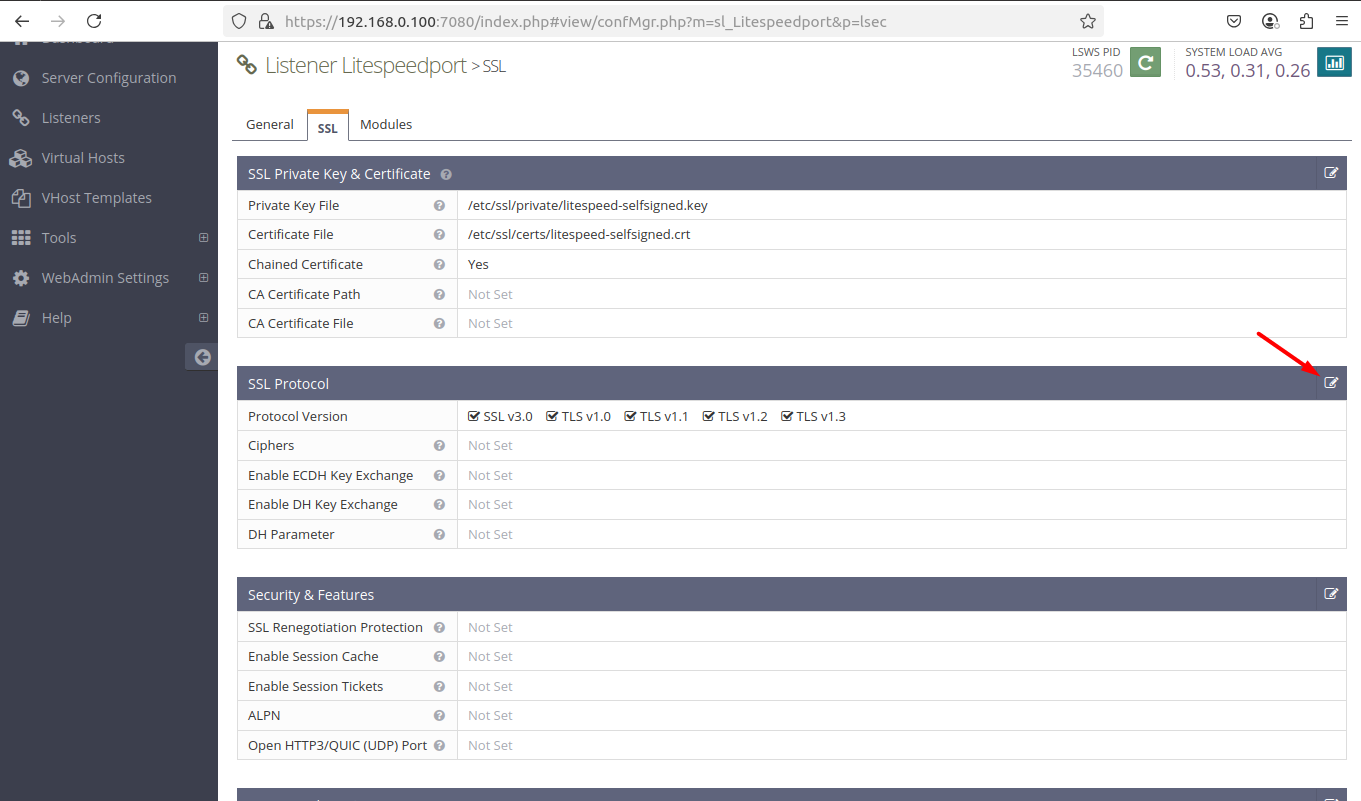 https://192.168.0.100:7080/index.php#view/confMgr.php?m=sl_Litespeedport&p=lsec
Dashboard
Server Configuration
Listeners
Virtual Hosts
VHost Templates
Tools
WebAdmin Settings
Help
Listener Litespeedport > SSL
LSWS PID
35460
SYSTEM LOAD AVG
0.53, 0.31, 0.26
General SSL Modules
SSL Private Key & Certificate
Private Key File /etc/ssl/private/litespeed-selfsigned.key
Certificate File /etc/ssl/certs/litespeed-selfsigned.crt
Chained Certificate Yes
CA Certificate Path Not Set
CA Certificate File Not Set
SSL Protocol
Protocol Version SSL v3.0 TLS v1.0 TLS v1.1 TLS v1.2 TLS v1.3
Ciphers Not Set
Enable ECDH Key Exchange Not Set
Enable DH Key Exchange Not Set
DH Parameter Not Set
Security & Features
SSL Renegotiation Protection Not Set
Enable Session Cache Not Set
Enable Session Tickets Not Set
ALPN Not Set
Open HTTP3/QUIC (UDP) Port Not Set